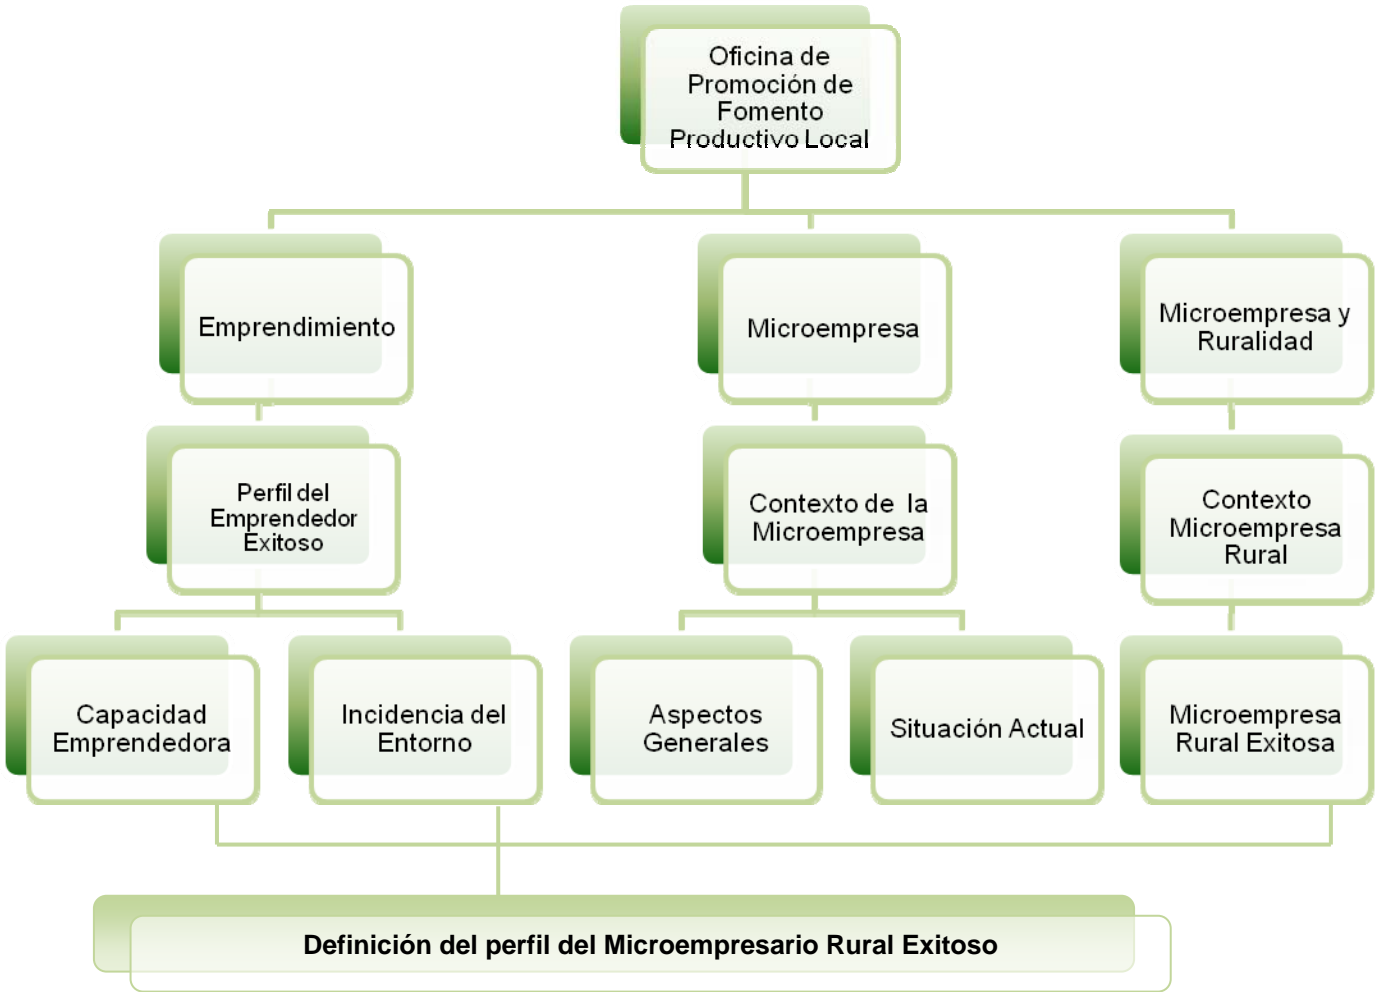 Oficina de
Promoción de
Fomento
Productivo Local
Emprendimiento
Microempresa
Microempresa y
Ruralidad
Perfil del
Emprendedor
Exitoso
Contexto de la
Microempresa
Contexto
Microempresa
Rural
Capacidad
Emprendedora
Incidencia del
Entorno
Aspectos
Generales
Situación Actual
Microempresa
Rural Exitosa
Definición del perfil del Microempresario Rural Exitoso